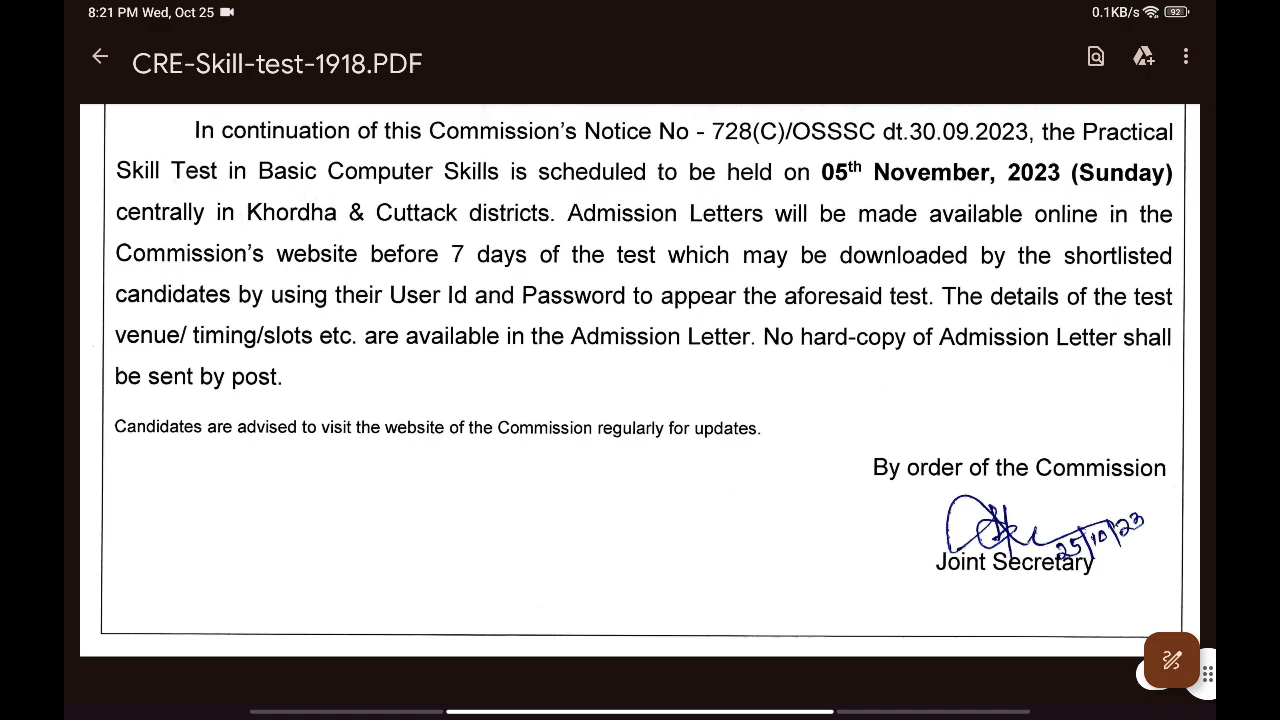 8:21 PM Wed, Oct 25
0.1KB/s
92
CRE-Skill-test-1918.PDF
In continuation of this Commission's Notice No - 728(C)/OSSSC dt.30.09.2023, the Practical
Skill Test in Basic Computer Skills is scheduled to be held on 05th November, 2023 (Sunday)
centrally in Khordha & Cuttack districts. Admission Letters will be made available online in the
Commission's website before 7 days of the test which may be downloaded by the shortlisted
candidates by using their User Id and Password to appear the aforesaid test. The details of the test
venue/ timing/slots etc. are available in the Admission Letter. No hard-copy of Admission Letter shall
be sent by post.
Candidates are advised to visit the website of the Commission regularly for updates.
By order of the Commission
25/10/23
Joint Secretary